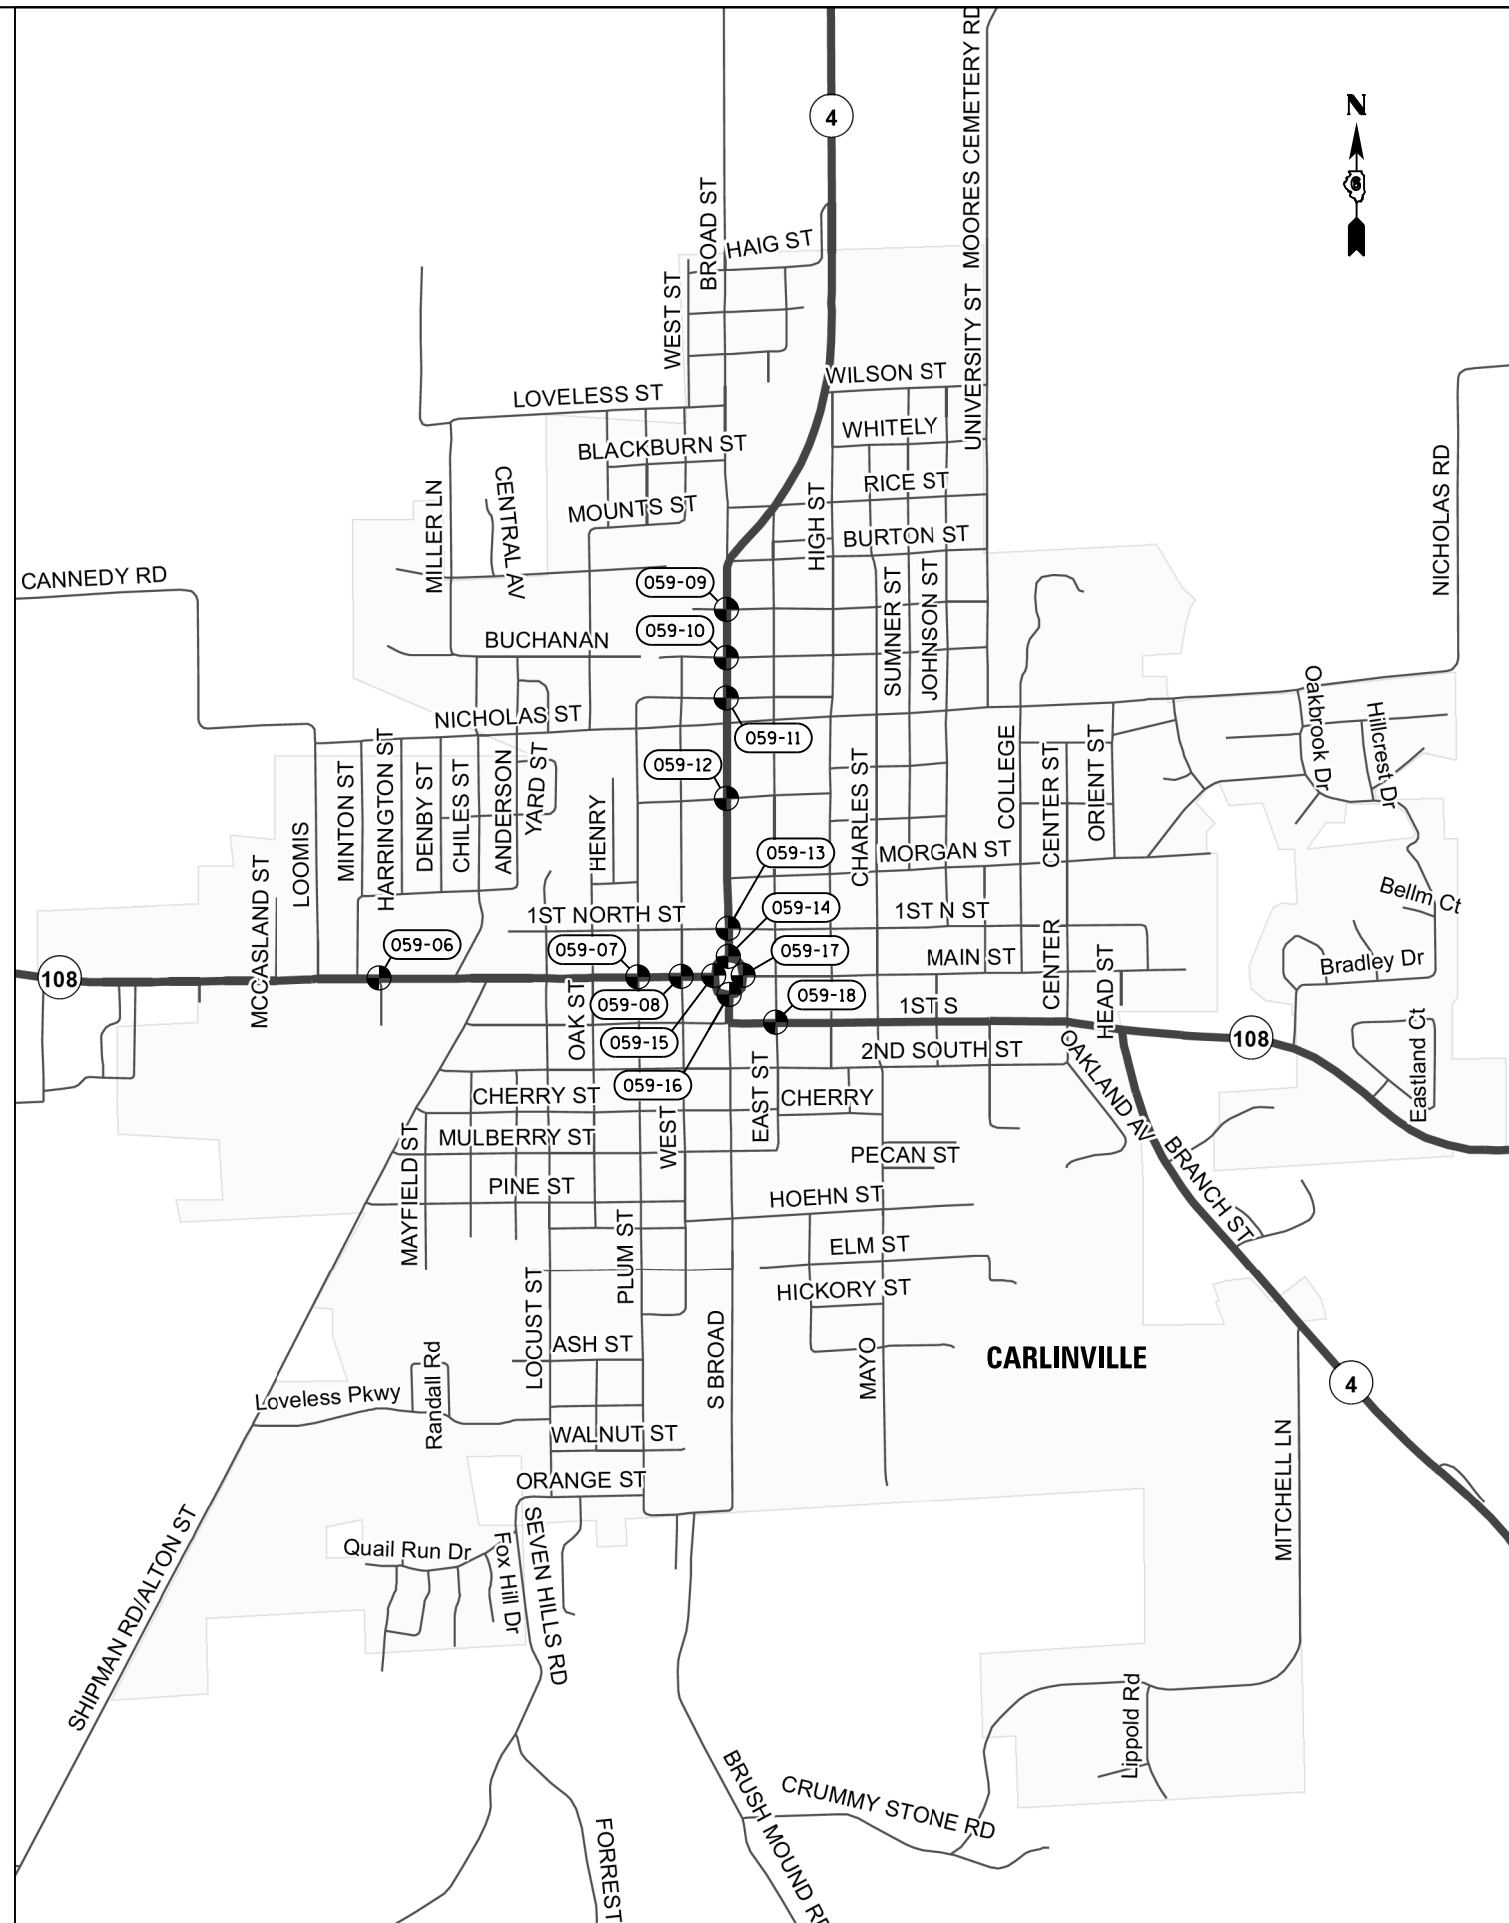 MOORES CEMETERY RD
N
4
6
BROAD ST
HAIG ST
WEST ST
UNIVERSITY ST
WILSON ST
LOVELESS ST
WHITELY
BLACKBURN ST
RICE ST
NICHOLAS RD
CENTRAL AV
MOUNTS ST
HIGH ST
MILLER LN
BURTON ST
CANNEDY RD
059-09
SUMNER ST
JOHNSON ST
059-10
BUCHANAN
Oakbrook Dr
NICHOLAS ST
Hillcrest Dr
059-11
HARRINGTON ST
YARD ST
COLLEGE
CENTER ST
ORIENT ST
059-12
MINTON ST
DENBY ST
CHILES ST
ANDERSON
CHARLES ST
HENRY
LOOMIS
059-13
MORGAN ST
MCCASLAND ST
Bellm Ct
1ST NORTH ST
059-14
1ST N ST
059-06
059-07
059-17
MAIN ST
CENTER
HEAD ST
Bradley Dr
108
OAK ST
059-08
059-18
1ST S
Eastland Ct
059-15
108
2ND SOUTH ST
OAKLAND AV
059-16
EAST ST
CHERRY ST
CHERRY
WEST
MULBERRY ST
MAYFIELD ST
PECAN ST
BRANCH ST
PINE ST
HOEHN ST
PLUM ST
ELM ST
LOCUST ST
HICKORY ST
S BROAD
ASH ST
MAYO
CARLINVILLE
Randall Rd
Loveless Pkwy
4
WALNUT ST
MITCHELL LN
ORANGE ST
SEVEN HILLS RD
Quail Run Dr
Fox Hill Dr
SHIPMAN RD/ALTON ST
Lippold Rd
BRUSH MOUND RD
CRUMMY STONE RD
FORREST